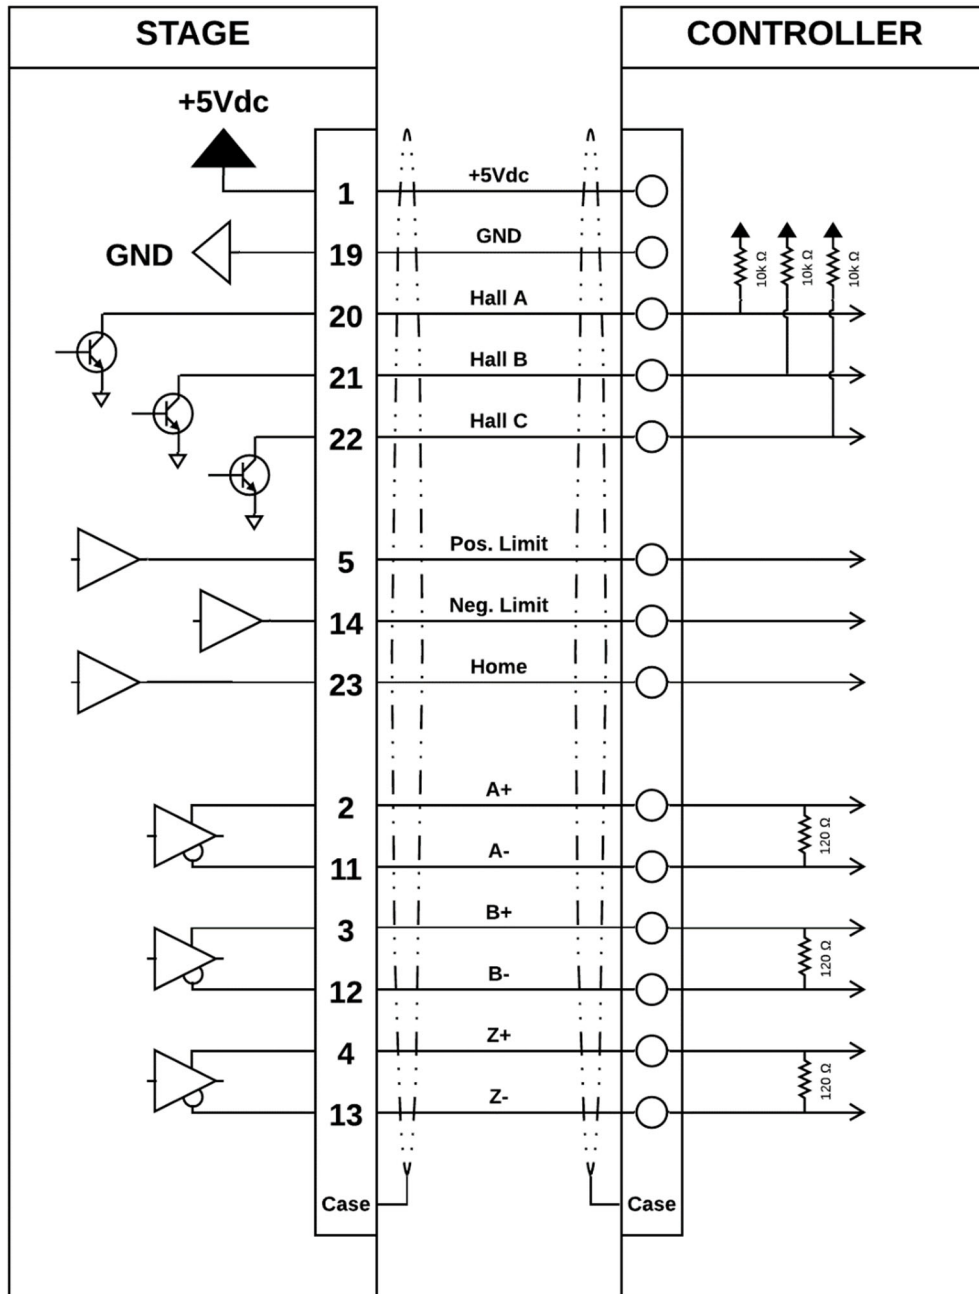 STAGE
CONTROLLER
+5Vdc
1
+5Vdc
GND
19
GND
10k Ω
10k Ω
10k Ω
20
Hall A
21
Hall B
22
Hall C
5
Pos. Limit
14
Neg. Limit
23
Home
2
A+
120 Ω
11
A-
3
B+
120 Ω
12
B-
4
Z+
120 Ω
13
Z-
Case
Case